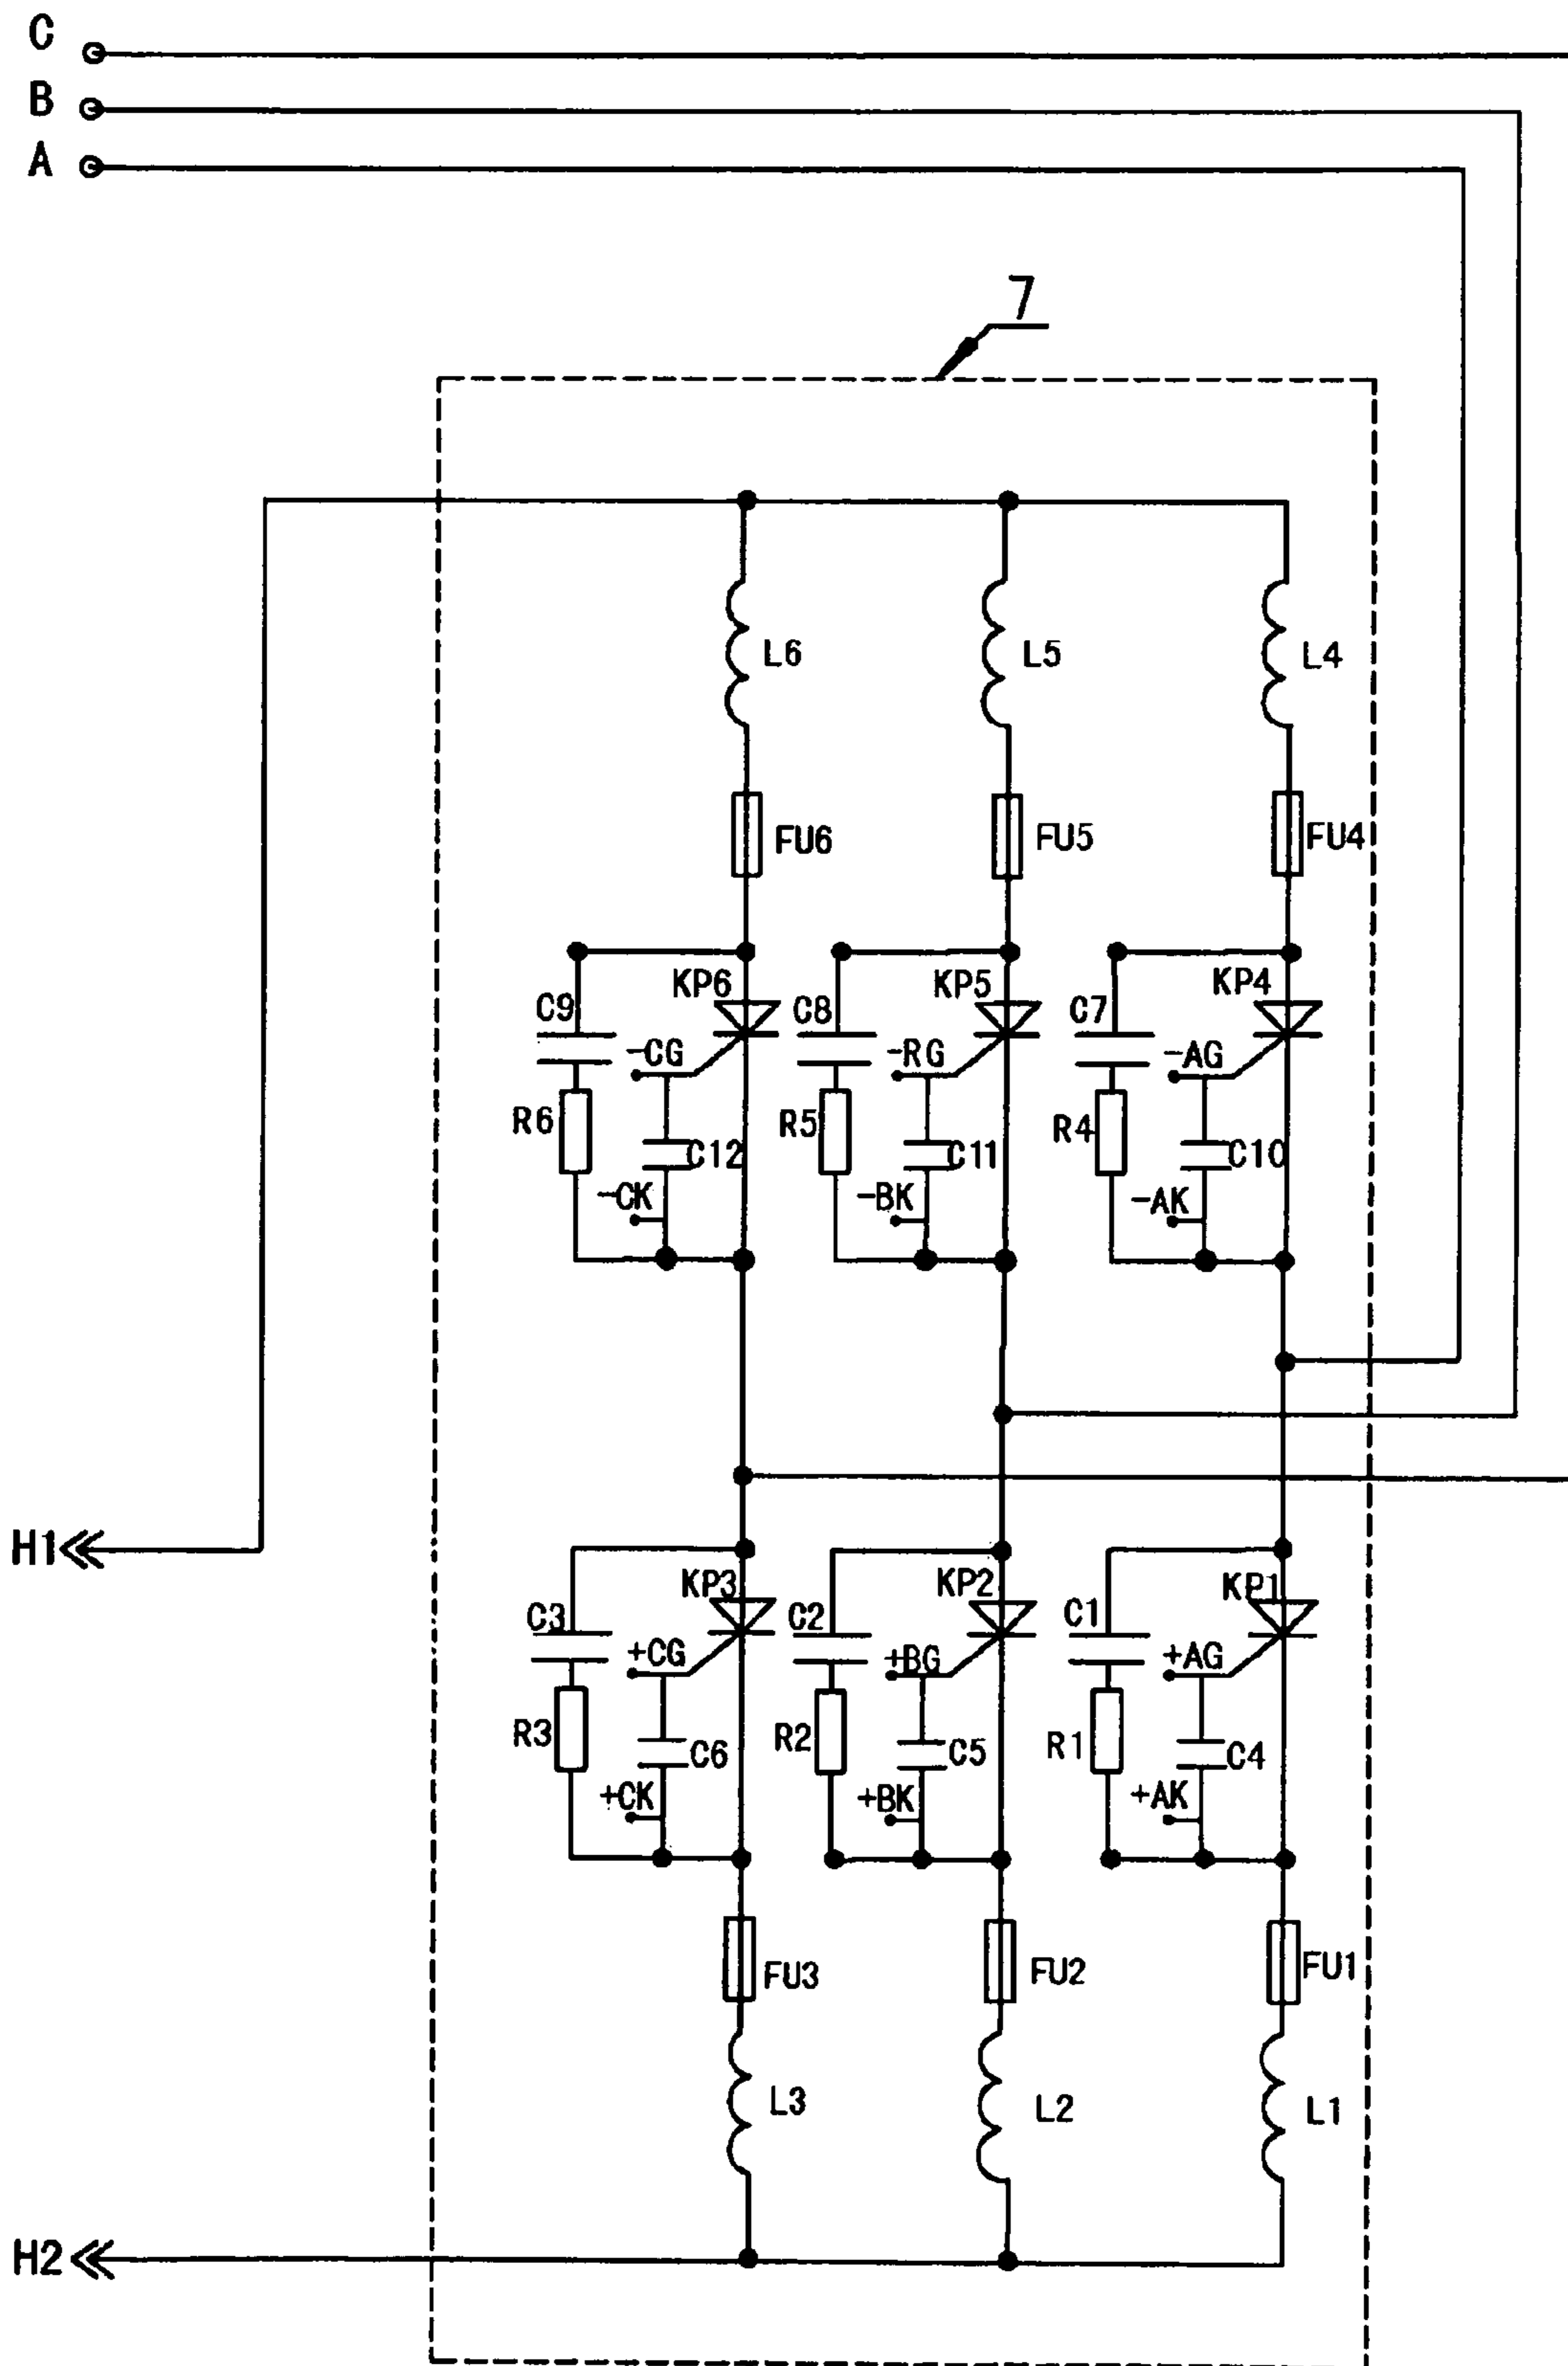 C
B
A
7
L6 L5 L4
FU6 FU5 FU4
KP6 KP5 KP4
C9 C8 C7
-CG -RG -AG
R6 R5 R4
C12 C11 C10
-CK -BK -AK
H1
KP3 KP2 KP1
C3 C2 C1
+CG +BG +AG
R3 R2 R1
C6 C5 C4
+CK +BK +AK
FU3 FU2 FU1
L3 L2 L1
H2